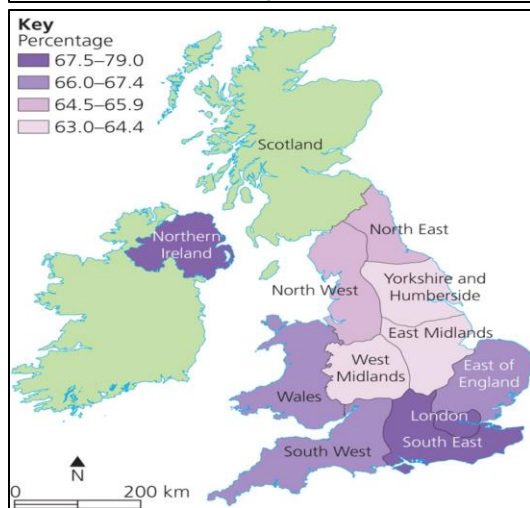 Key
Percentage
67.5–79.0
66.0–67.4
64.5–65.9
63.0–64.4
Scotland
Northern
Ireland
North East
North West
Yorkshire and
Humberside
East Midlands
West
Midlands
East of
England
Wales
London
South East
South West
N
0
200 km